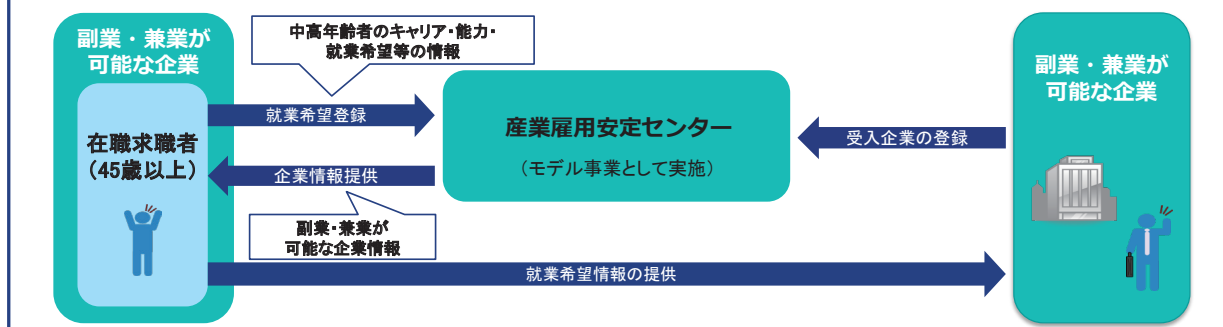 副業・兼業が
可能な企業
在職求職者
（45歳以上）
中高年齢者のキャリア・能力・
就業希望等の情報
就業希望登録
企業情報提供
副業・兼業が
可能な企業情報
産業雇用安定センター
（モデル事業として実施）
受入企業の登録
就業希望情報の提供
副業・兼業が
可能な企業